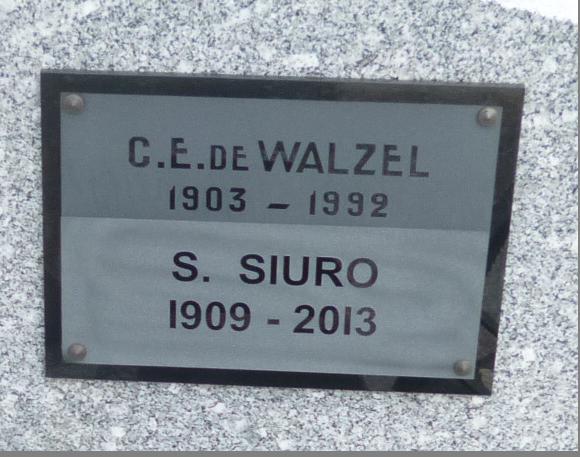 C.E. DE WALZEL
1903 - 1992
S. SIURO
1909 - 2013